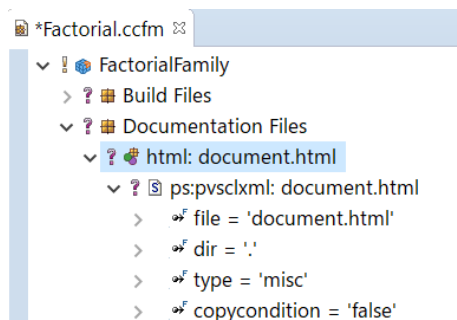 *Factorial.ccfm
! FactorialFamily
? Build Files
? Documentation Files
? html: document.html
? S ps:pvsclxml: document.html
F file = 'document.html'
F dir = '.'
F type = 'misc'
F copycondition = 'false'